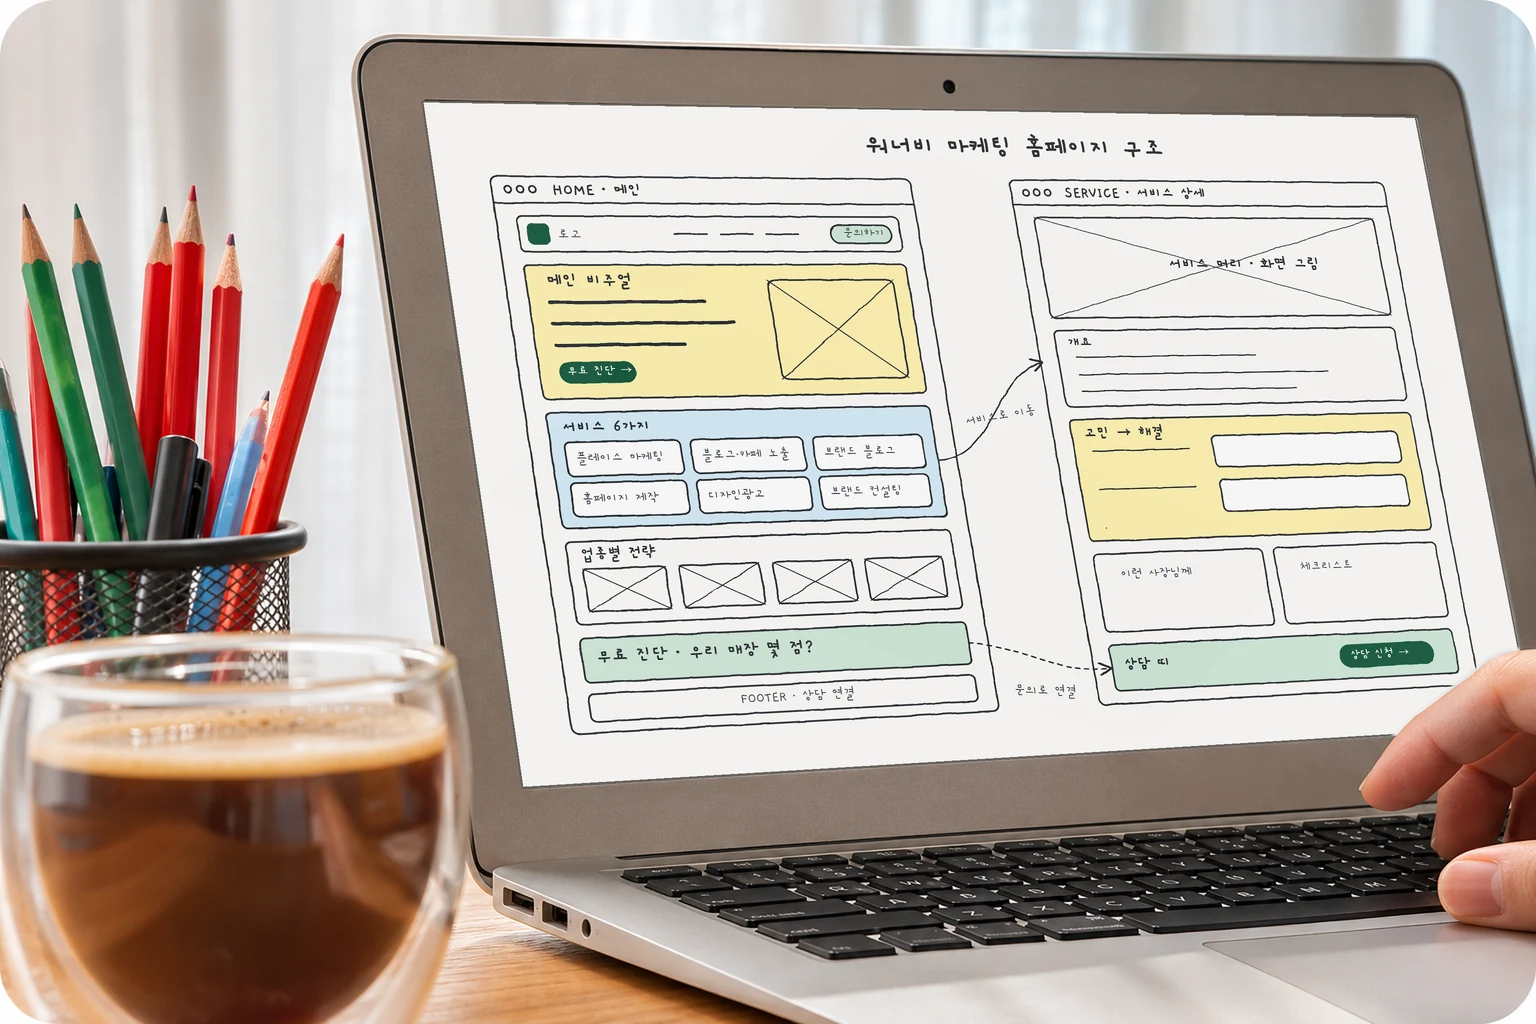 워너비 마케팅 홈페이지 구조
HOME · 메인
로고
문의하기
메인 비주얼
무료 진단 →
서비스 6가지
플레이스 마케팅
블로그·카페 노출
브랜드 블로그
홈페이지 제작
디자인광고
브랜드 컨설팅
업종별 전략
무료 진단 · 우리 매장 몇 점?
FOOTER · 상담 연결
서비스로 이동
문의로 연결
SERVICE · 서비스 상세
서비스 머리 · 화면 그림
개요
고민 → 해결
이런 사장님께
체크리스트
상담 띠
상담 신청 →